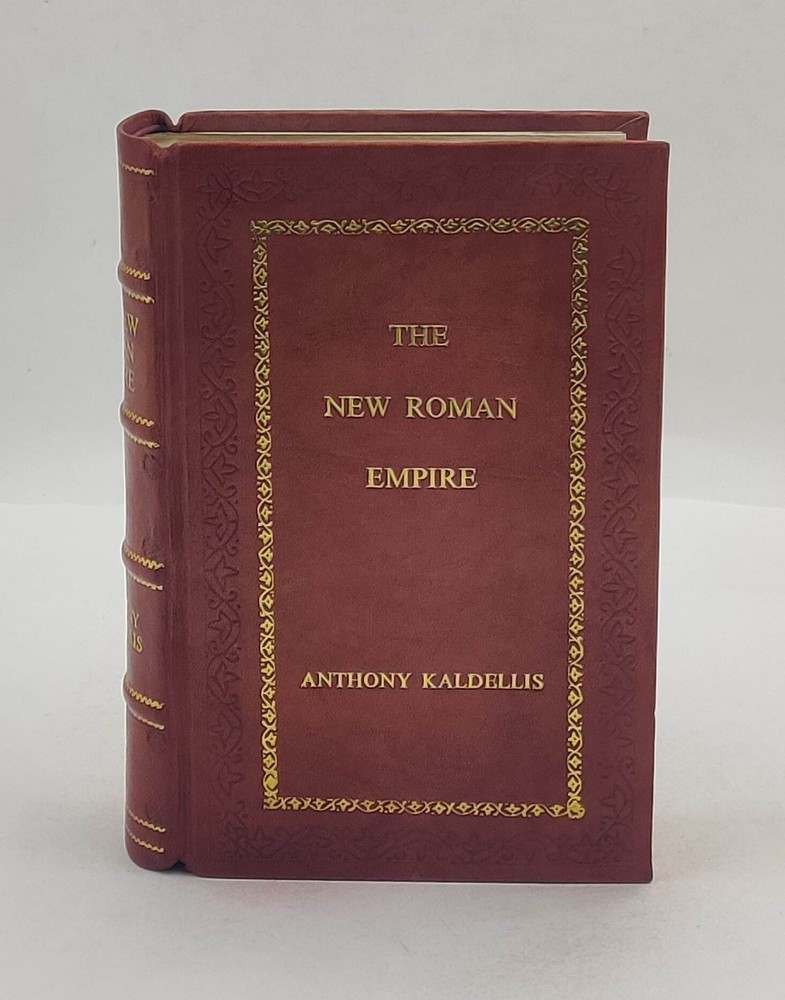 THE
NEW ROMAN
EMPIRE
ANTHONY KALDELLIS